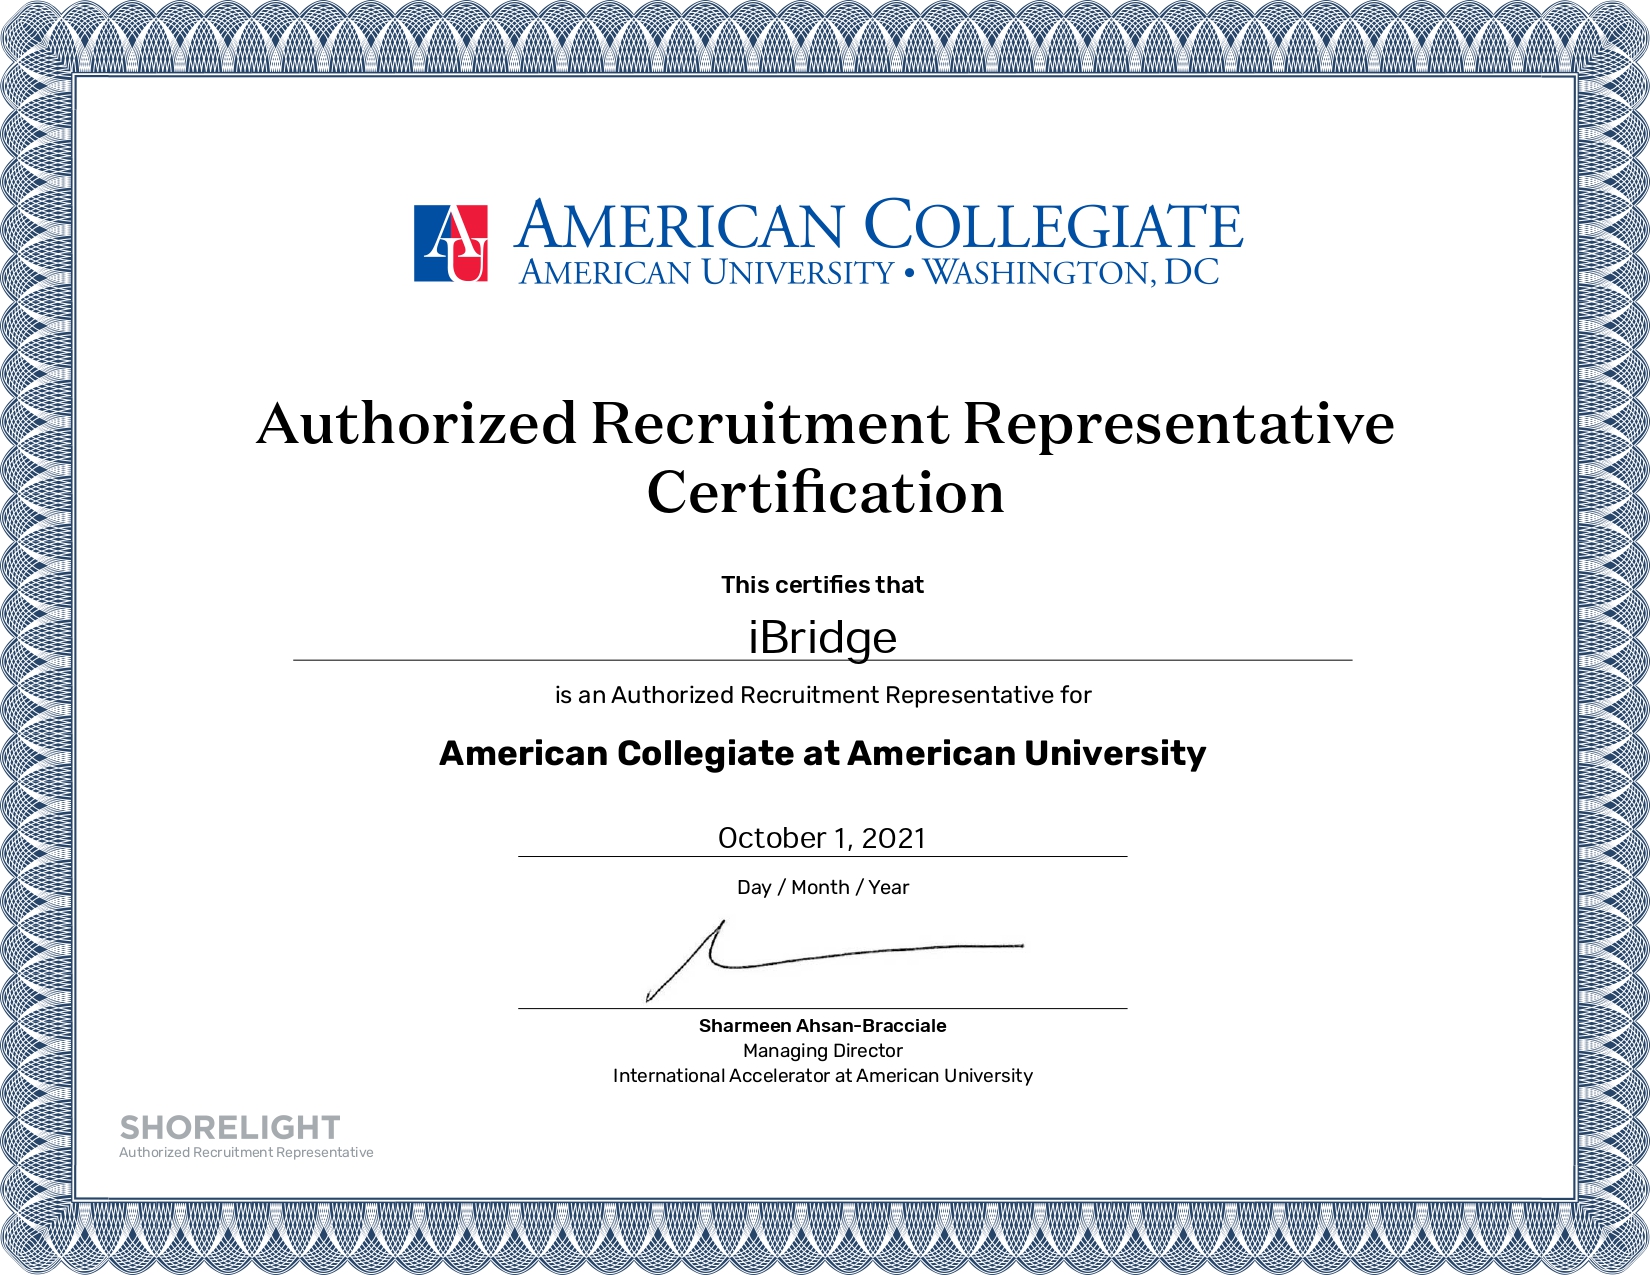 AU
AMERICAN COLLEGIATE
AMERICAN UNIVERSITY • WASHINGTON, DC
Authorized Recruitment Representative
Certification
This certifies that
iBridge
is an Authorized Recruitment Representative for
American Collegiate at American University
October 1, 2021
Day / Month / Year
Sharmeen Ahsan-Bracciale
Managing Director
International Accelerator at American University
SHORELIGHT
Authorized Recruitment Representative